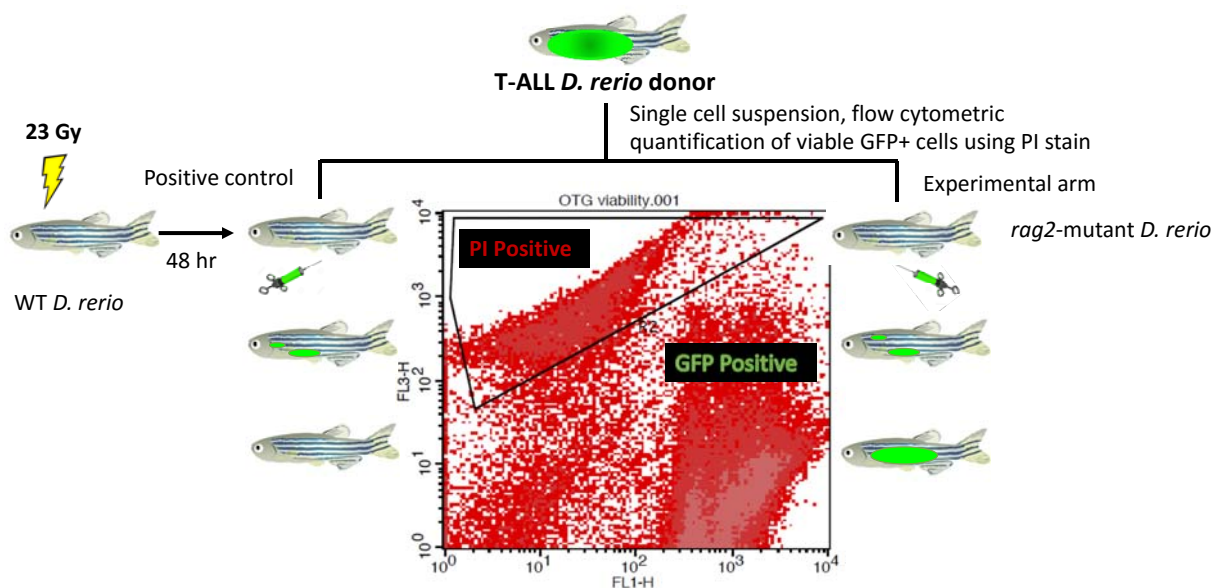 T-ALL D. rerio donor
Single cell suspension, flow cytometric
quantification of viable GFP+ cells using PI stain
23 Gy
Positive control
Experimental arm
48 hr
WT D. rerio
rag2-mutant D. rerio
OTG viability.001
PI Positive
GFP Positive
R2
FL3-H
10^4
10^3
10^2
10^1
10^0
10^0
10^1
10^2
10^3
10^4
FL1-H